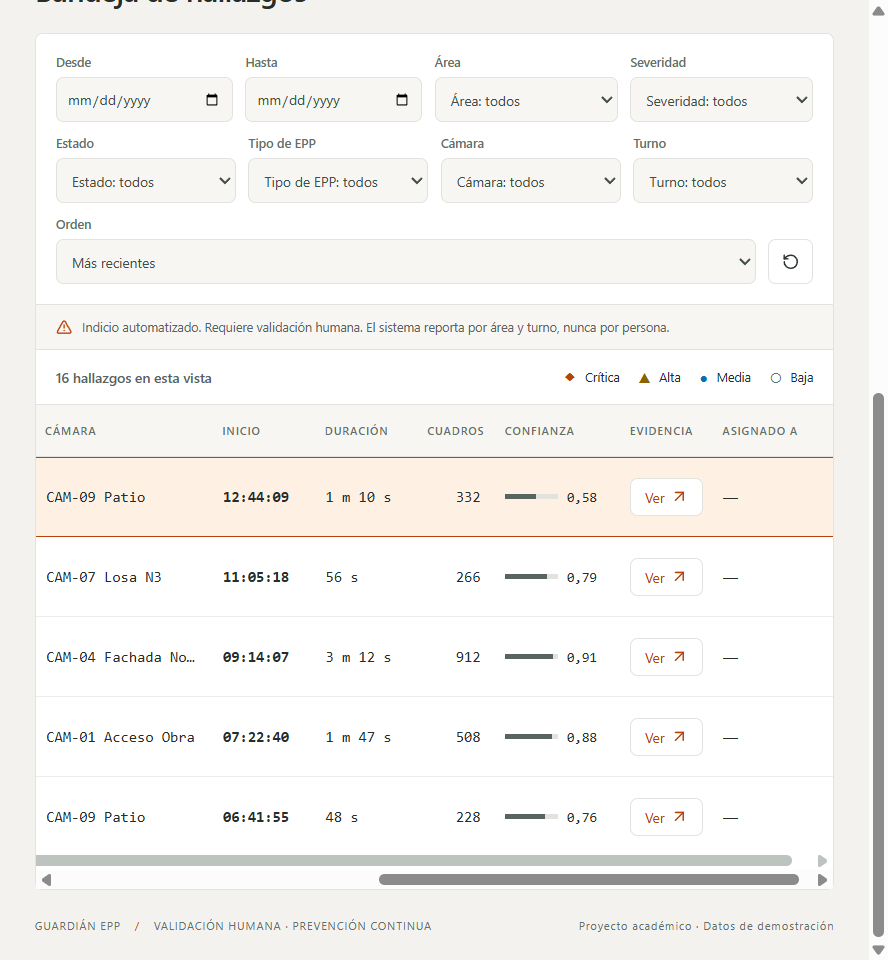 Desde Hasta Área Severidad
mm/dd/yyyy mm/dd/yyyy Área: todos Severidad: todos
Estado Tipo de EPP Cámara Turno
Estado: todos Tipo de EPP: todos Cámara: todos Turno: todos
Orden
Más recientes
Indicio automatizado. Requiere validación humana. El sistema reporta por área y turno, nunca por persona.
16 hallazgos en esta vista Crítica Alta Media Baja
CÁMARA INICIO DURACIÓN CUADROS CONFIANZA EVIDENCIA ASIGNADO A
CAM-09 Patio 12:44:09 1 m 10 s 332 0,58 Ver —
CAM-07 Losa N3 11:05:18 56 s 266 0,79 Ver —
CAM-04 Fachada No… 09:14:07 3 m 12 s 912 0,91 Ver —
CAM-01 Acceso Obra 07:22:40 1 m 47 s 508 0,88 Ver —
CAM-09 Patio 06:41:55 48 s 228 0,76 Ver —
GUARDIÁN EPP / VALIDACIÓN HUMANA · PREVENCIÓN CONTINUA Proyecto académico · Datos de demostración